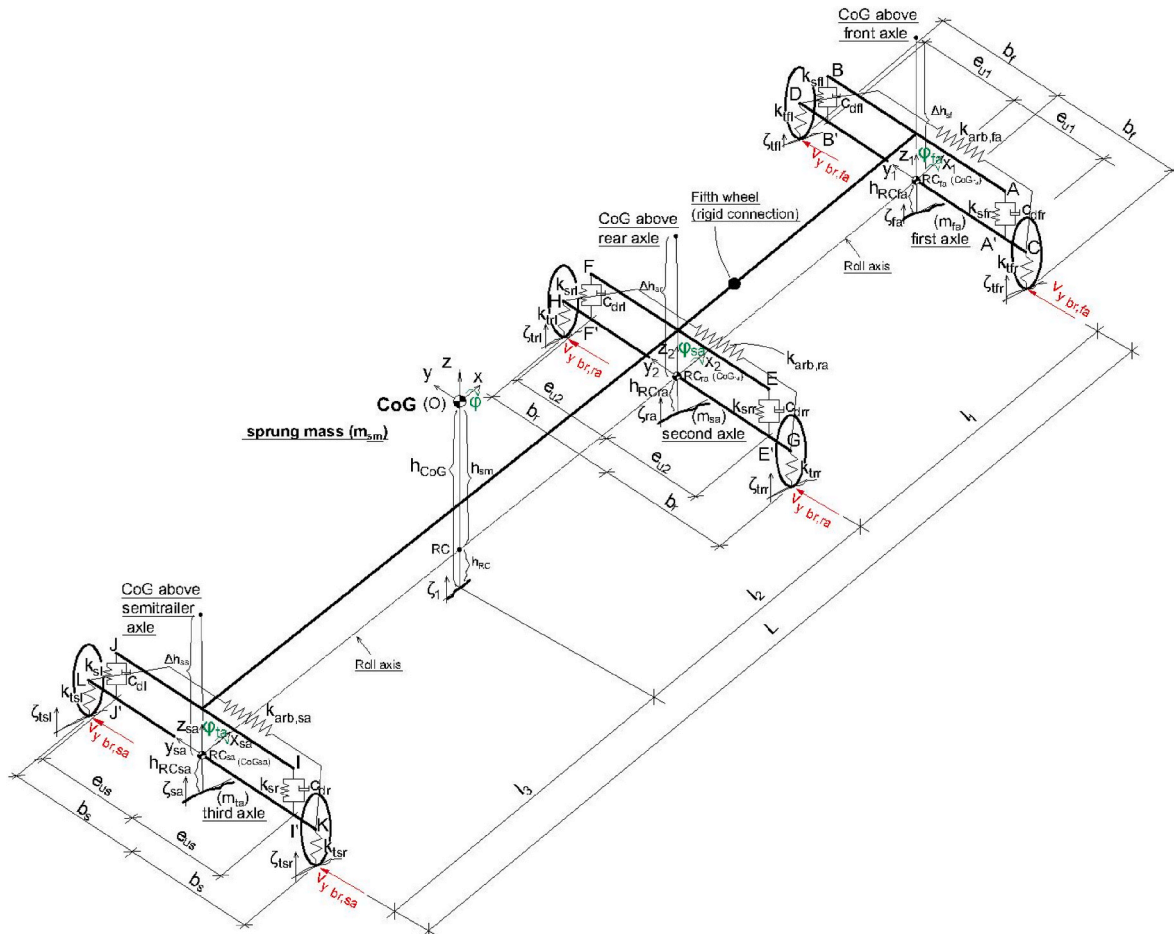 CoG above
front axle
b_f
e_u1
Δh_sf
e_u1
b_f
B
k_sfl
D
c_dfl
k_tfl
ζ_tfl
B'
V_y br,fa
k_arb,fa
z_1
φ_fa
x_1
y_1
RC_fa
h_RCfa
A
k_sfr
c_dfr
ζ_fa
(m_fa)
first axle
A'
C
k_tfr
ζ_tfr
V_y br,fa
Fifth wheel
(rigid connection)
Roll axis
CoG above
rear axle
F
k_srl
H
c_drl
k_trl
ζ_trl
F'
V_y br,ra
z_2
φ_sa
x_2
y_2
RC_ra
h_RCra
k_arb,ra
E
k_srr
c_drr
ζ_ra
(m_sa)
second axle
E'
G
k_trr
ζ_trr
V_y br,ra
e_u2
b_r
e_u2
b_r
z
y
x
CoG (O)
φ
sprung mass (m_sm)
h_CoG
h_sm
RC
h_RC
ζ_1
l_1
l_2
L
l_3
CoG above
semitrailer
axle
Roll axis
J
Δh_sa
k_sl
L
c_dl
k_tsl
ζ_tsl
J'
V_y br,sa
k_arb,sa
z_sa
φ_ta
x_sa
y_sa
RC_sa (CoG_sa)
h_RCsa
I
k_sr
c_dr
ζ_sa
(m_ta)
third axle
I'
K
k_tsr
ζ_tsr
V_y br,sa
e_us
b_s
e_us
b_s